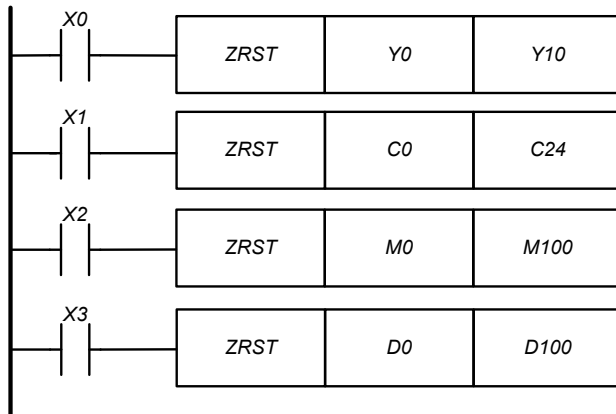 X0
ZRST Y0 Y10
X1
ZRST C0 C24
X2
ZRST M0 M100
X3
ZRST D0 D100